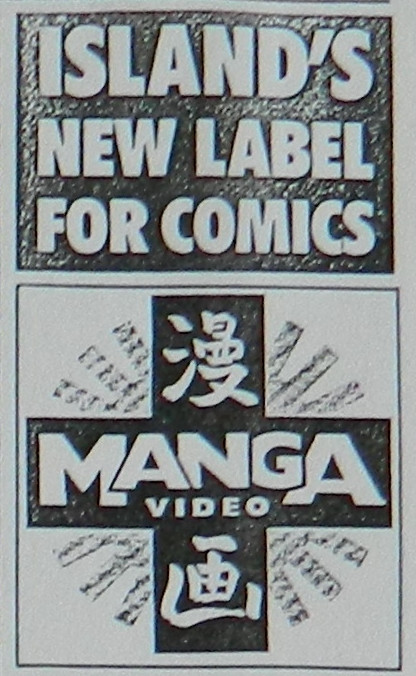 ISLAND'S
NEW LABEL
FOR COMICS
漫
MANGA
VIDEO
画